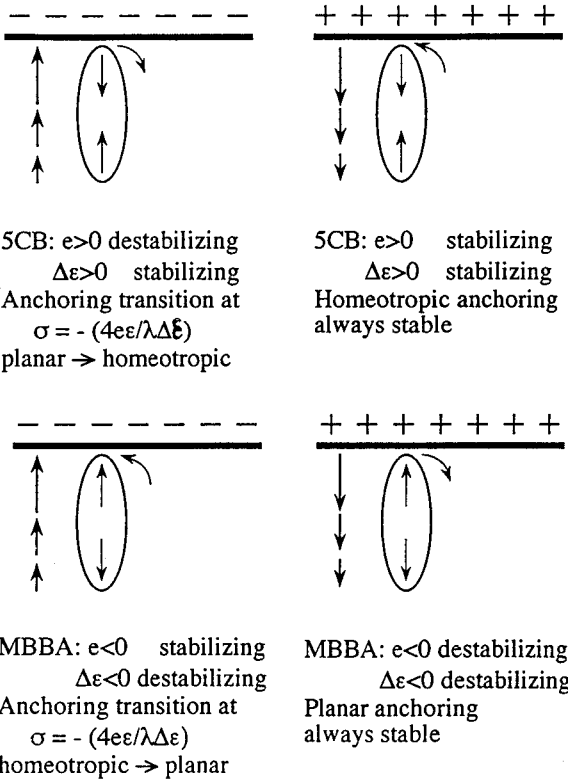 − − − − − − −
+ + + + + + +
5CB: e>0 destabilizing
Δε>0 stabilizing
Anchoring transition at
σ = - (4eε/λΔε)
planar → homeotropic
5CB: e>0 stabilizing
Δε>0 stabilizing
Homeotropic anchoring
always stable
− − − − − − −
+ + + + + + +
MBBA: e<0 stabilizing
Δε<0 destabilizing
Anchoring transition at
σ = - (4eε/λΔε)
homeotropic → planar
MBBA: e<0 destabilizing
Δε<0 destabilizing
Planar anchoring
always stable